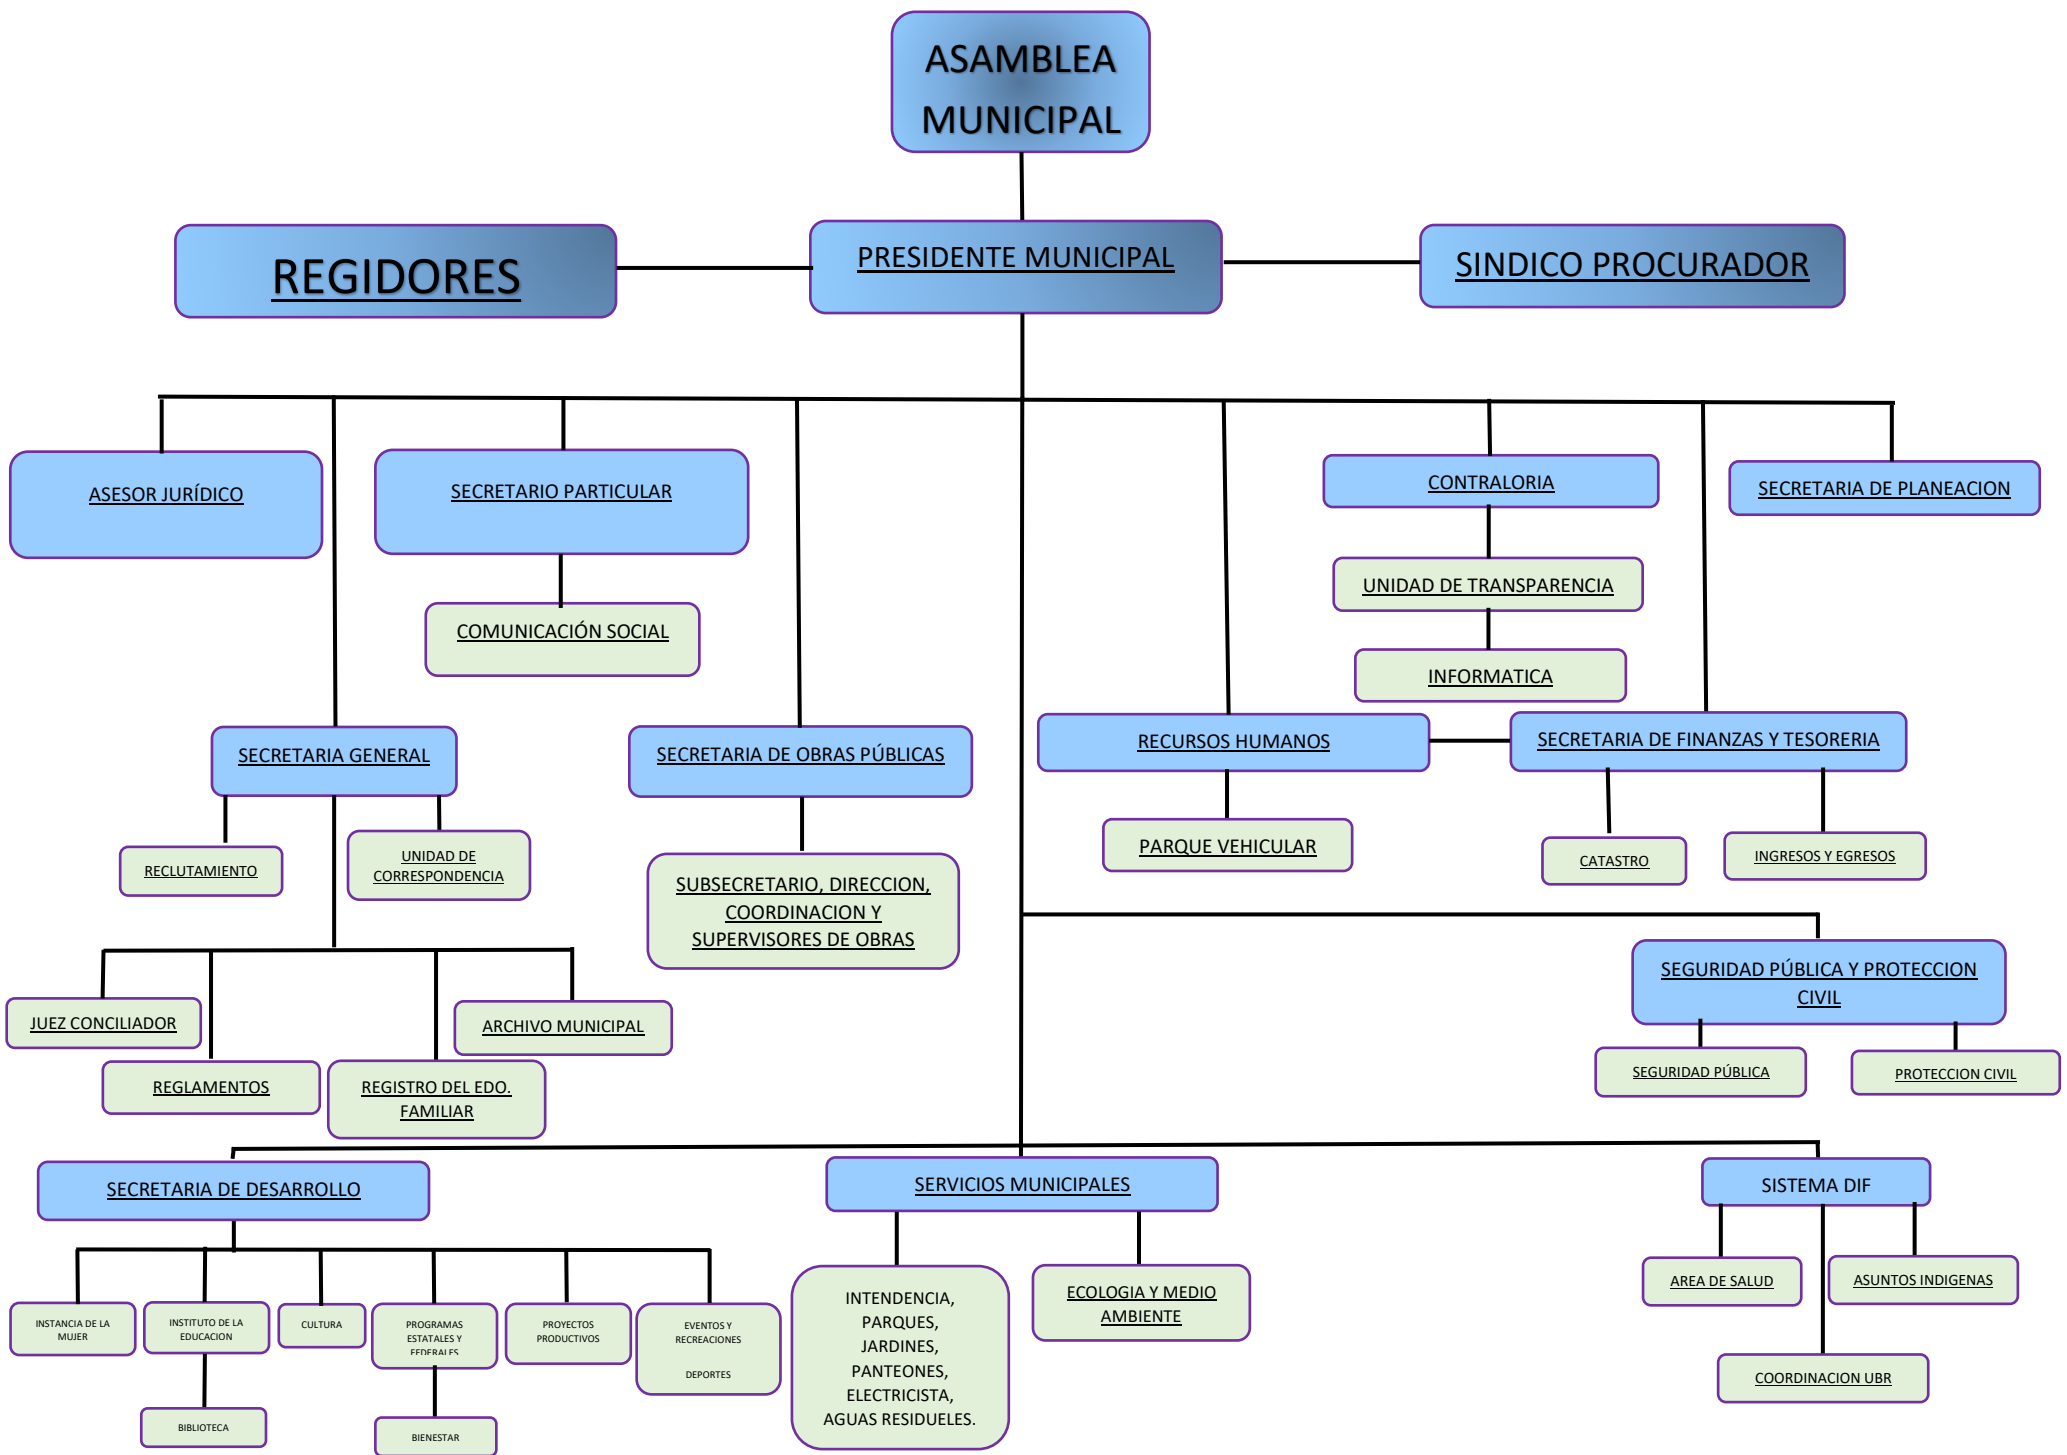 ASAMBLEA
MUNICIPAL
REGIDORES
PRESIDENTE MUNICIPAL
SINDICO PROCURADOR
ASESOR JURÍDICO
SECRETARIO PARTICULAR
CONTRALORIA
SECRETARIA DE PLANEACION
UNIDAD DE TRANSPARENCIA
COMUNICACIÓN SOCIAL
INFORMATICA
SECRETARIA GENERAL
SECRETARIA DE OBRAS PÚBLICAS
RECURSOS HUMANOS
SECRETARIA DE FINANZAS Y TESORERIA
RECLUTAMIENTO
UNIDAD DE
CORRESPONDENCIA
PARQUE VEHICULAR
CATASTRO
INGRESOS Y EGRESOS
SUBSECRETARIO, DIRECCION,
COORDINACION Y
SUPERVISORES DE OBRAS
SEGURIDAD PÚBLICA Y PROTECCION
CIVIL
JUEZ CONCILIADOR
ARCHIVO MUNICIPAL
REGLAMENTOS
REGISTRO DEL EDO.
FAMILIAR
SEGURIDAD PÚBLICA
PROTECCION CIVIL
SECRETARIA DE DESARROLLO
SERVICIOS MUNICIPALES
SISTEMA DIF
INSTANCIA DE LA
MUJER
INSTITUTO DE LA
EDUCACION
CULTURA
PROGRAMAS
ESTATALES Y
FEDERALES
PROYECTOS
PRODUCTIVOS
EVENTOS Y
RECREACIONES
DEPORTES
INTENDENCIA,
PARQUES,
JARDINES,
PANTEONES,
ELECTRICISTA,
AGUAS RESIDUELES.
ECOLOGIA Y MEDIO
AMBIENTE
AREA DE SALUD
ASUNTOS INDIGENAS
COORDINACION UBR
BIBLIOTECA
BIENESTAR